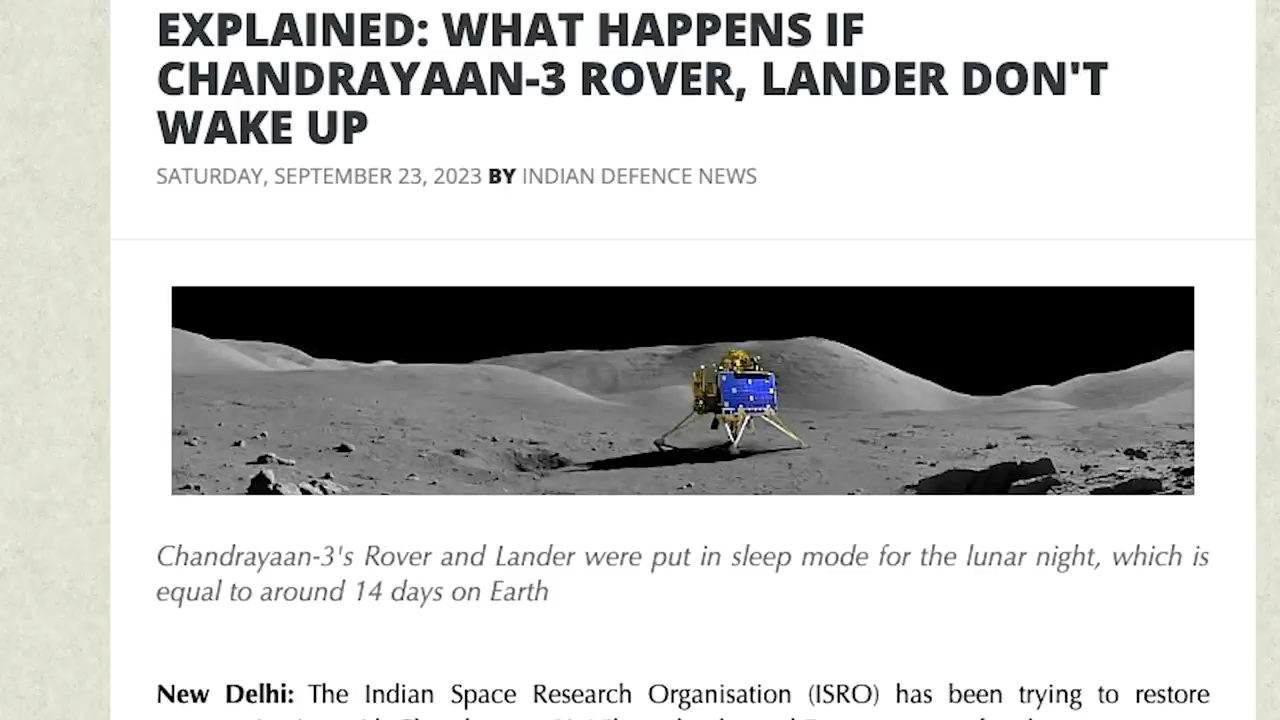 EXPLAINED: WHAT HAPPENS IF
CHANDRAYAAN-3 ROVER, LANDER DON'T
WAKE UP
SATURDAY, SEPTEMBER 23, 2023 BY INDIAN DEFENCE NEWS
Chandrayaan-3's Rover and Lander were put in sleep mode for the lunar night, which is
equal to around 14 days on Earth
New Delhi: The Indian Space Research Organisation (ISRO) has been trying to restore